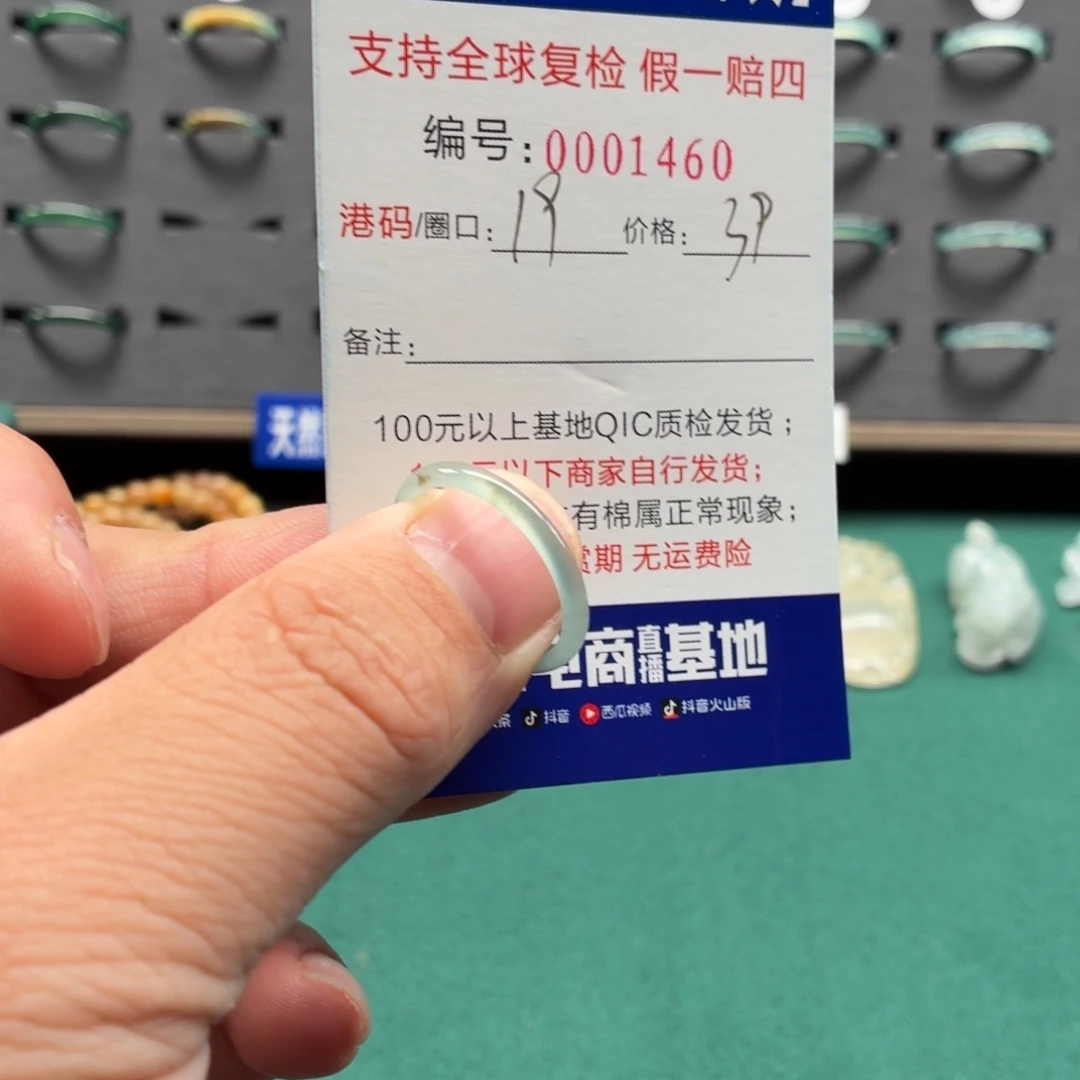 支持全球复检 假一赔四
编号:0001460
港码/圈口: 19 价格: 39
备注:
100元以上基地QIC质检发货；
元以下商家自行发货；
有棉属正常现象；
期 无运费险
电商直播基地
条 抖音 西瓜视频 抖音火山版
天然